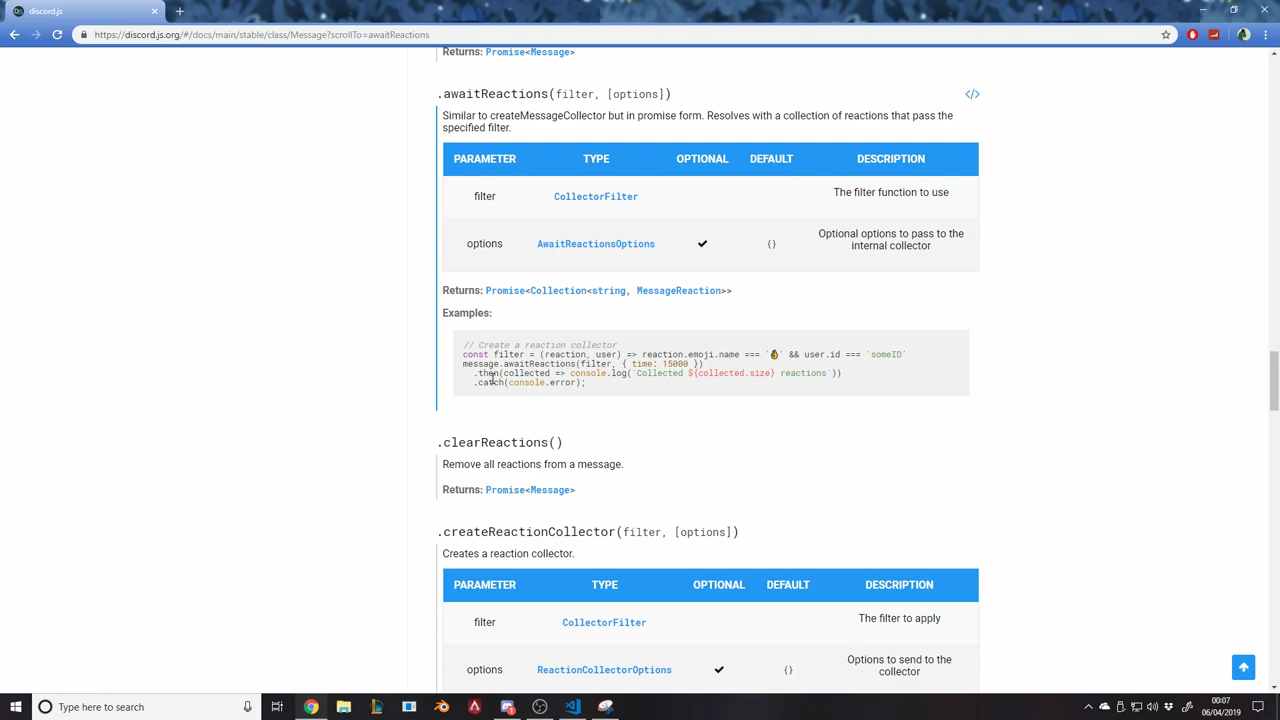 discord.js
https://discord.js.org/#/docs/main/stable/class/Message?scrollTo=awaitReactions
Returns: Promise<Message>
.awaitReactions(filter, [options])
</>
Similar to createMessageCollector but in promise form. Resolves with a collection of reactions that pass the
specified filter.
PARAMETER TYPE OPTIONAL DEFAULT DESCRIPTION
filter CollectorFilter The filter function to use
options AwaitReactionsOptions ✔ {} Optional options to pass to the
internal collector
Returns: Promise<Collection<string, MessageReaction>>
Examples:
// Create a reaction collector
const filter = (reaction, user) => reaction.emoji.name === '👌' && user.id === 'someID'
message.awaitReactions(filter, { time: 15000 })
.then(collected => console.log(`Collected ${collected.size} reactions`))
.catch(console.error);
.clearReactions()
Remove all reactions from a message.
Returns: Promise<Message>
.createReactionCollector(filter, [options])
Creates a reaction collector.
PARAMETER TYPE OPTIONAL DEFAULT DESCRIPTION
filter CollectorFilter The filter to apply
options ReactionCollectorOptions ✔ {} Options to send to the
collector
Type here to search
00:07
06/04/2019